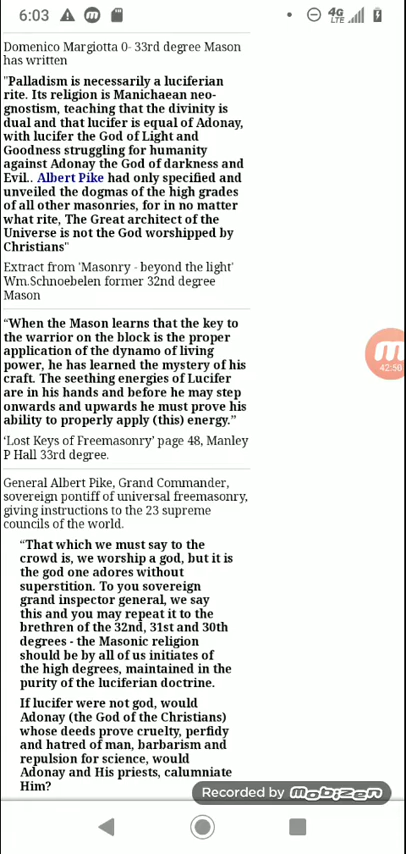 6:03
4G
LTE
Domenico Margiotta 0- 33rd degree Mason
has written
"Palladism is necessarily a luciferian
rite. Its religion is Manichaean neo-
gnostism, teaching that the divinity is
dual and that lucifer is equal of Adonay,
with lucifer the God of Light and
Goodness struggling for humanity
against Adonay the God of darkness and
Evil.. Albert Pike had only specified and
unveiled the dogmas of the high grades
of all other masonries, for in no matter
what rite, The Great architect of the
Universe is not the God worshipped by
Christians"
Extract from 'Masonry - beyond the light'
Wm.Schnoebelen former 32nd degree
Mason
“When the Mason learns that the key to
the warrior on the block is the proper
application of the dynamo of living
power, he has learned the mystery of his
craft. The seething energies of Lucifer
are in his hands and before he may step
onwards and upwards he must prove his
ability to properly apply (this) energy.”
‘Lost Keys of Freemasonry’ page 48, Manley
P Hall 33rd degree.
General Albert Pike, Grand Commander,
sovereign pontiff of universal freemasonry,
giving instructions to the 23 supreme
councils of the world.
“That which we must say to the
crowd is, we worship a god, but it is
the god one adores without
superstition. To you sovereign
grand inspector general, we say
this and you may repeat it to the
brethren of the 32nd, 31st and 30th
degrees - the Masonic religion
should be by all of us initiates of
the high degrees, maintained in the
purity of the luciferian doctrine.
If lucifer were not god, would
Adonay (the God of the Christians)
whose deeds prove cruelty, perfidy
and hatred of man, barbarism and
repulsion for science, would
Adonay and His priests, calumniate
Him?
42:50
Recorded by mobizen